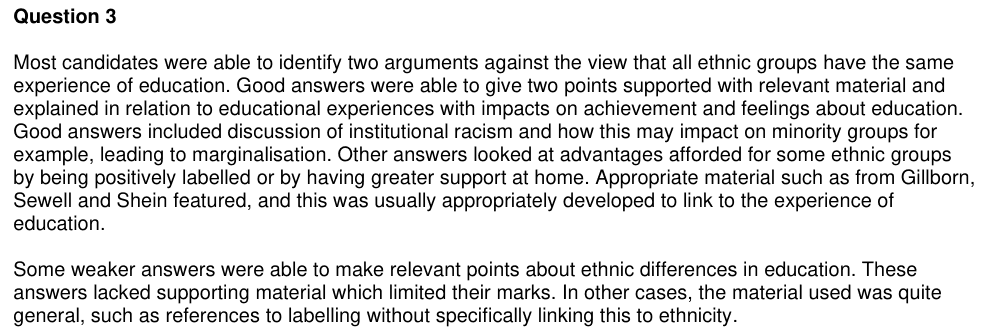 Question 3
Most candidates were able to identify two arguments against the view that all ethnic groups have the same
experience of education. Good answers were able to give two points supported with relevant material and
explained in relation to educational experiences with impacts on achievement and feelings about education.
Good answers included discussion of institutional racism and how this may impact on minority groups for
example, leading to marginalisation. Other answers looked at advantages afforded for some ethnic groups
by being positively labelled or by having greater support at home. Appropriate material such as from Gillborn,
Sewell and Shein featured, and this was usually appropriately developed to link to the experience of
education.
Some weaker answers were able to make relevant points about ethnic differences in education. These
answers lacked supporting material which limited their marks. In other cases, the material used was quite
general, such as references to labelling without specifically linking this to ethnicity.